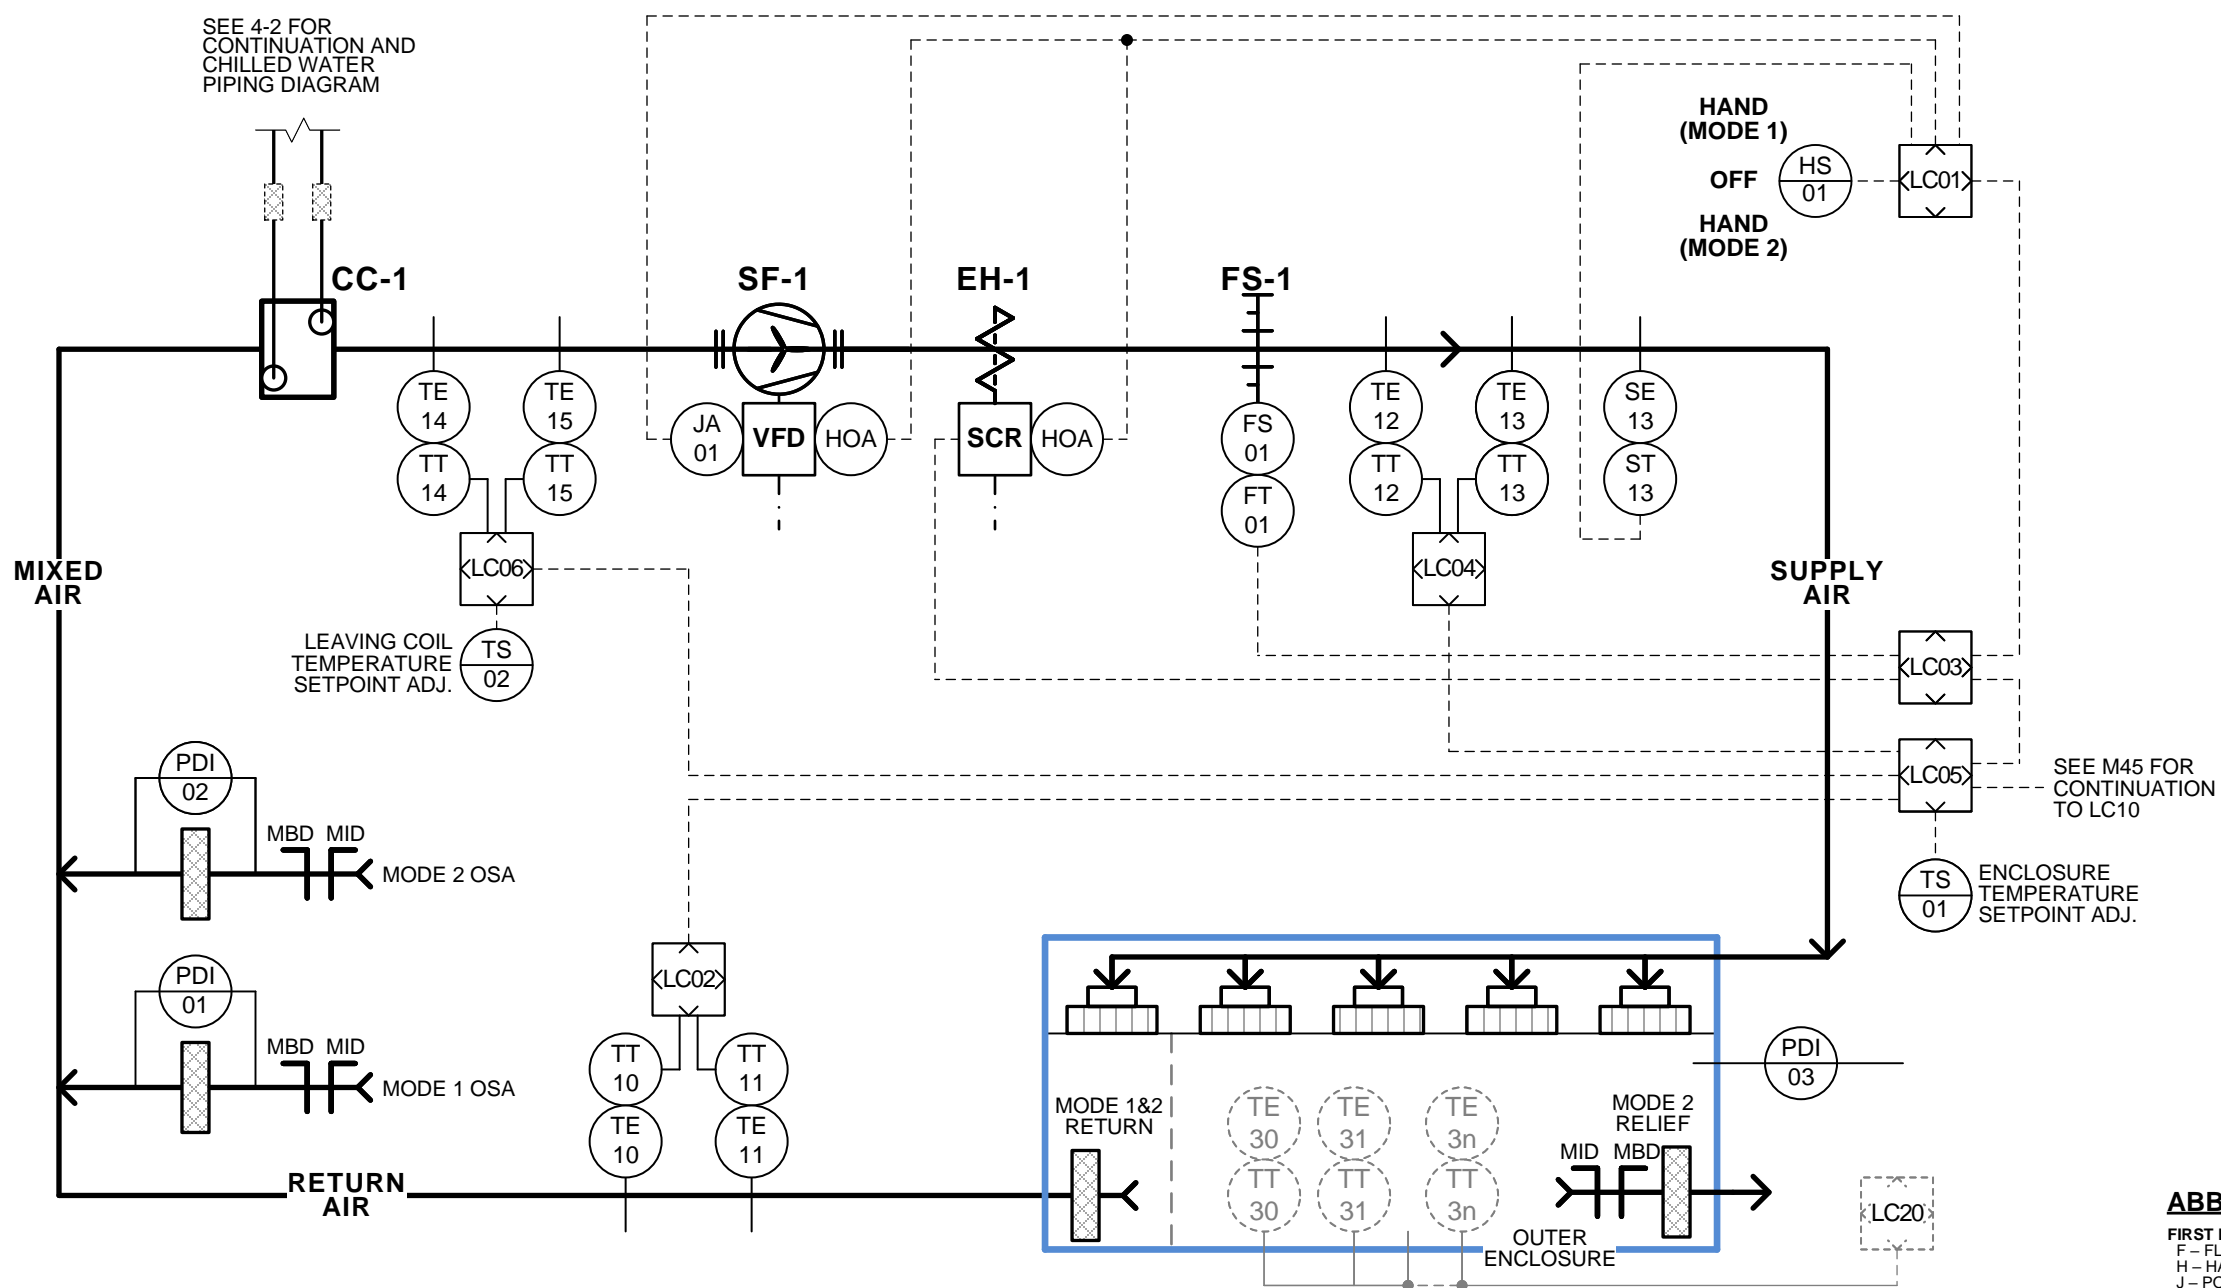 SEE 4-2 FOR
CONTINUATION AND
CHILLED WATER
PIPING DIAGRAM
HAND
(MODE 1)
OFF
HS
01
LC01
HAND
(MODE 2)
CC-1
SF-1
EH-1
FS-1
TE
14
TT
14
TE
15
TT
15
JA
01
VFD
HOA
SCR
HOA
FS
01
FT
01
TE
12
TT
12
TE
13
TT
13
SE
13
ST
13
MIXED
AIR
LC06
LC04
SUPPLY
AIR
LEAVING COIL
TEMPERATURE
SETPOINT ADJ.
TS
02
LC03
LC05
SEE M45 FOR
CONTINUATION
TO LC10
PDI
02
MBD MID
MODE 2 OSA
TS
01
ENCLOSURE
TEMPERATURE
SETPOINT ADJ.
PDI
01
MBD MID
MODE 1 OSA
LC02
TT
10
TE
10
TT
11
TE
11
RETURN
AIR
PDI
03
MODE 1&2
RETURN
TE
30
TT
30
TE
31
TT
31
TE
3n
TT
3n
MODE 2
RELIEF
MID MBD
OUTER
ENCLOSURE
LC20
ABB
FIRST
F – FL
H – HA
J – PO